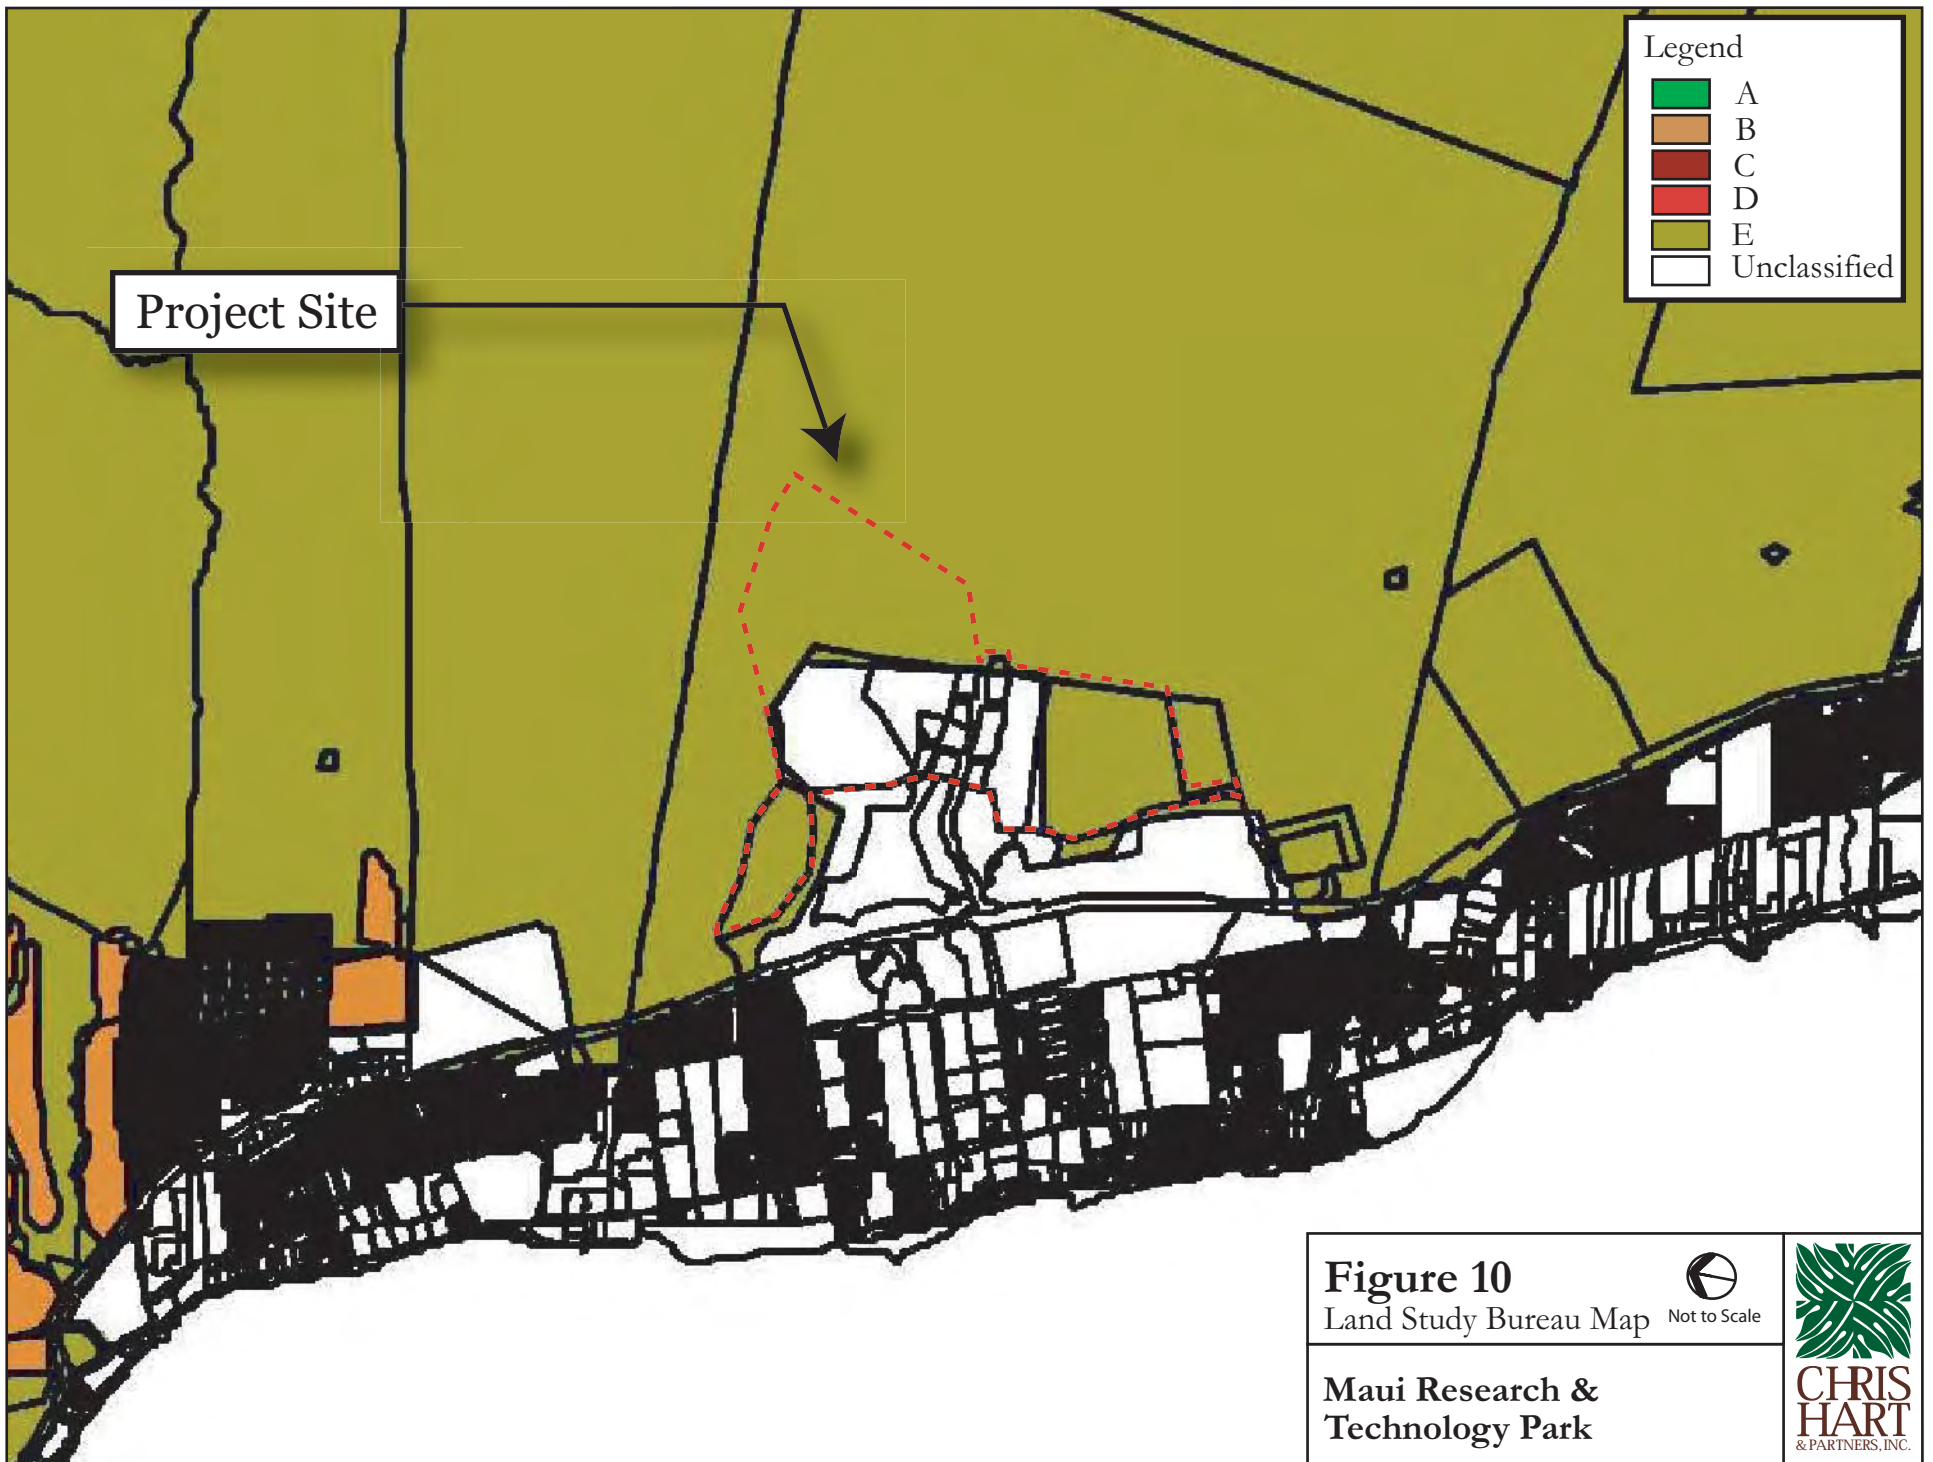 Legend
A
B
C
D
E
Unclassified
Project Site
Figure 10
Land Study Bureau Map
Not to Scale
Maui Research &
Technology Park
CHRIS
HART
& PARTNERS, INC.